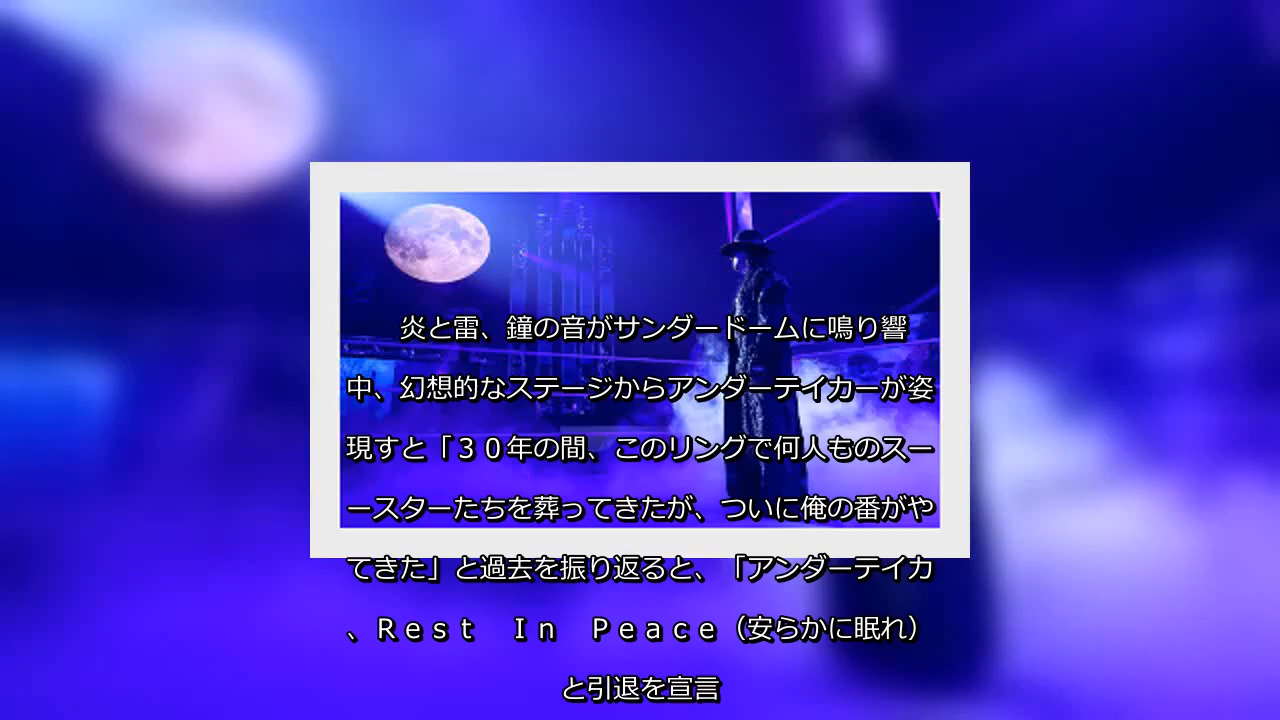 炎と雷、鐘の音がサンダードームに鳴り響
中、幻想的なステージからアンダーテイカーが姿
現すと「３０年の間、このリングで何人ものスー
ースターたちを葬ってきたが、ついに俺の番がや
てきた」と過去を振り返ると、「アンダーテイカ
、Ｒｅｓｔ　Ｉｎ　Ｐｅａｃｅ（安らかに眠れ）
と引退を宣言